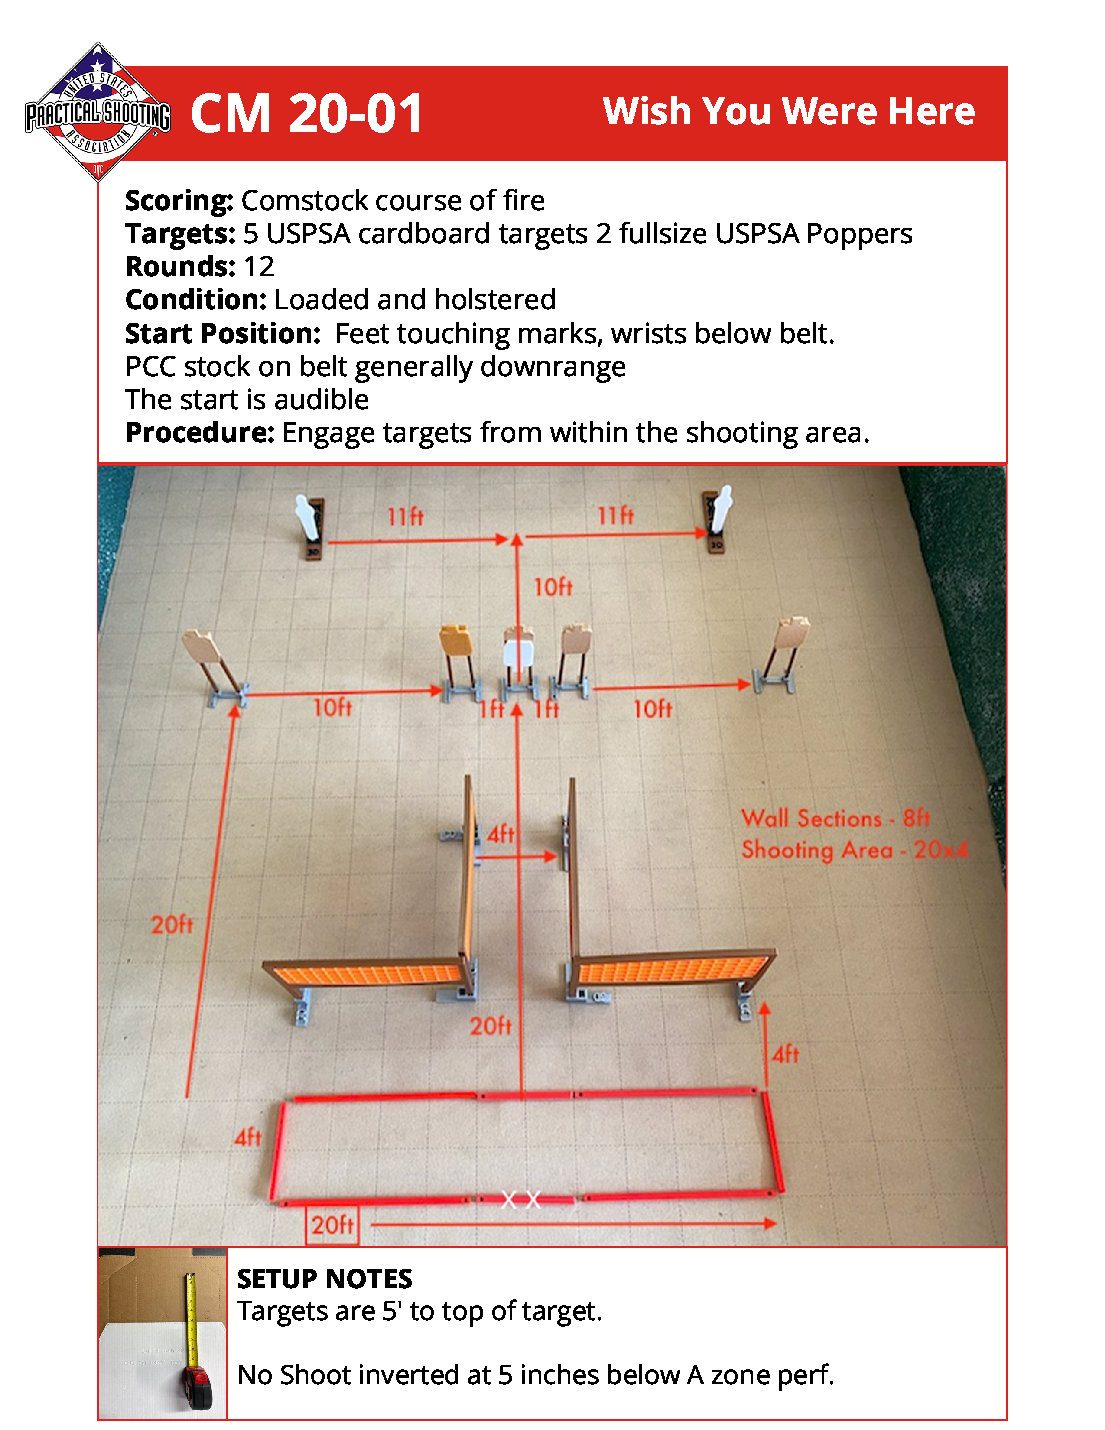 UNITED STATES
PRACTICAL SHOOTING
ASSOCIATION
CM 20-01
Wish You Were Here
Scoring: Comstock course of fire
Targets: 5 USPSA cardboard targets 2 fullsize USPSA Poppers
Rounds: 12
Condition: Loaded and holstered
Start Position: Feet touching marks, wrists below belt.
PCC stock on belt generally downrange
The start is audible
Procedure: Engage targets from within the shooting area.
11ft
11ft
10ft
10ft
1ft
1ft
10ft
4ft
Wall Sections - 8ft
Shooting Area - 20x4
20ft
20ft
4ft
4ft
X X
20ft
SETUP NOTES
Targets are 5' to top of target.
No Shoot inverted at 5 inches below A zone perf.